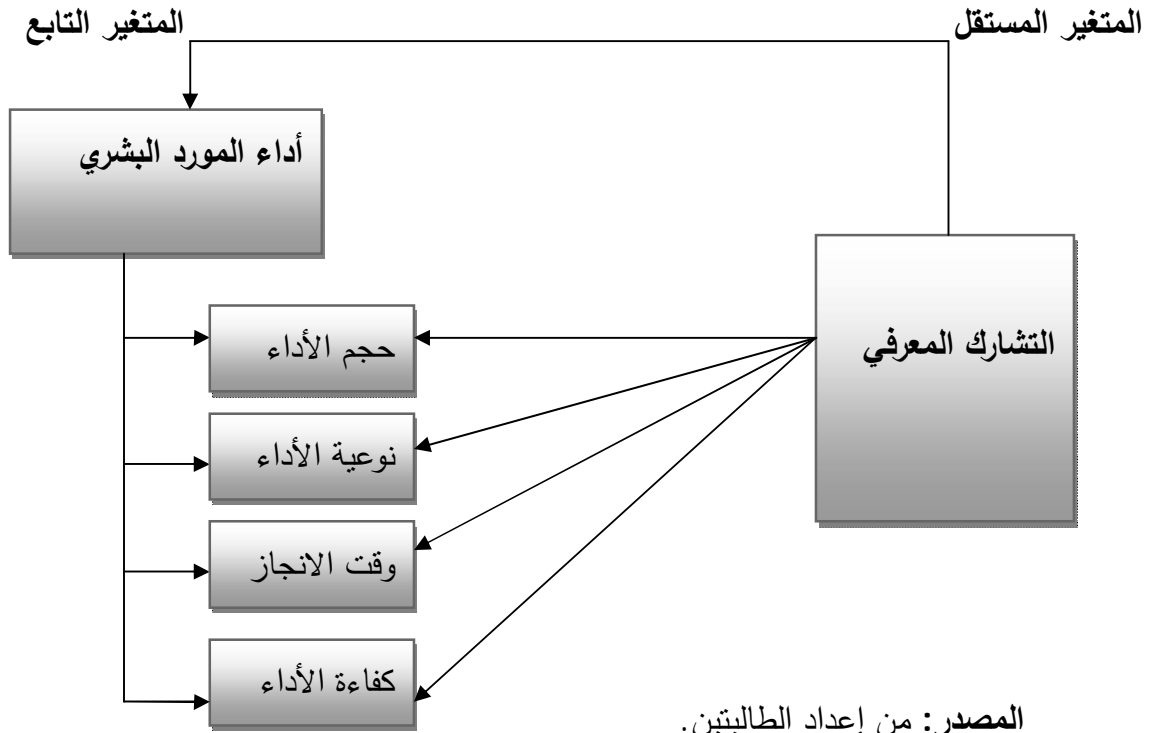 المتغير المستقل
المتغير التابع
أداء المورد البشري
التشارك المعرفي
حجم الأداء
نوعية الأداء
وقت الانجاز
كفاءة الأداء
المصدر: من إعداد الطالبتين.